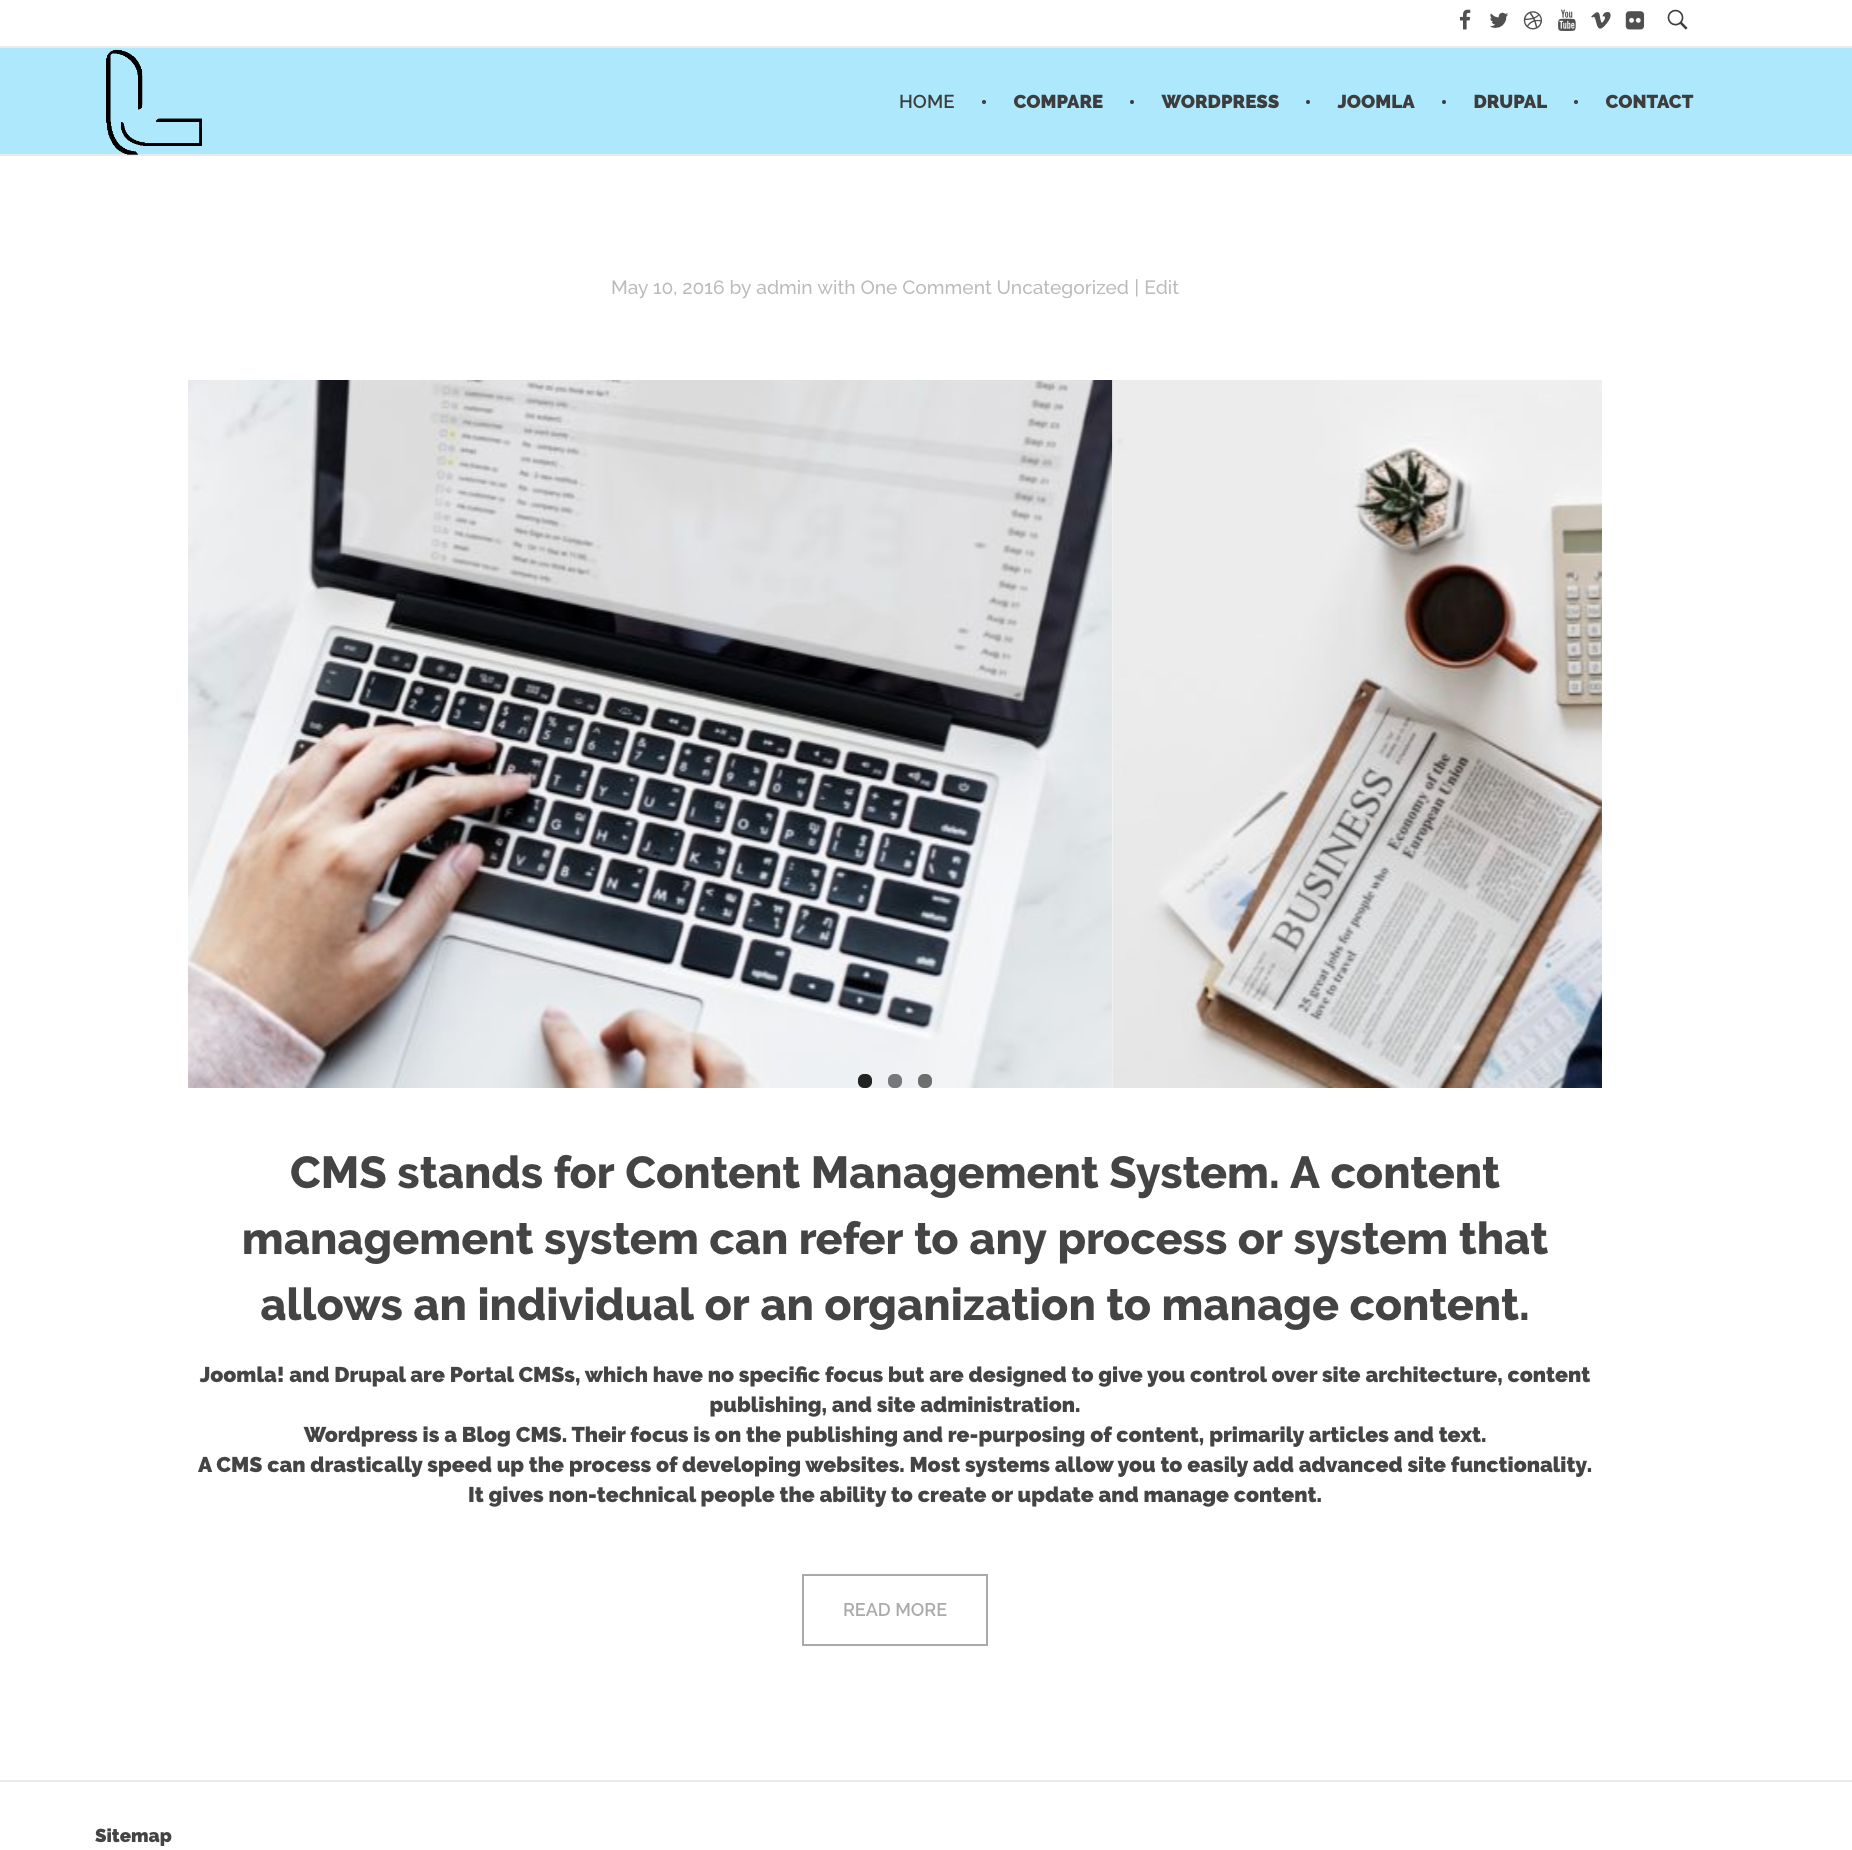 You
Tube
HOME • COMPARE • WORDPRESS • JOOMLA • DRUPAL • CONTACT
May 10, 2016 by admin with One Comment Uncategorized | Edit
BUSINESS
Economy of the
European Union
25 great jobs for people who
love to travel
delete
return
shift
option
CMS stands for Content Management System. A content
management system can refer to any process or system that
allows an individual or an organization to manage content.
Joomla! and Drupal are Portal CMSs, which have no specific focus but are designed to give you control over site architecture, content
publishing, and site administration.
Wordpress is a Blog CMS. Their focus is on the publishing and re-purposing of content, primarily articles and text.
A CMS can drastically speed up the process of developing websites. Most systems allow you to easily add advanced site functionality.
It gives non-technical people the ability to create or update and manage content.
READ MORE
Sitemap